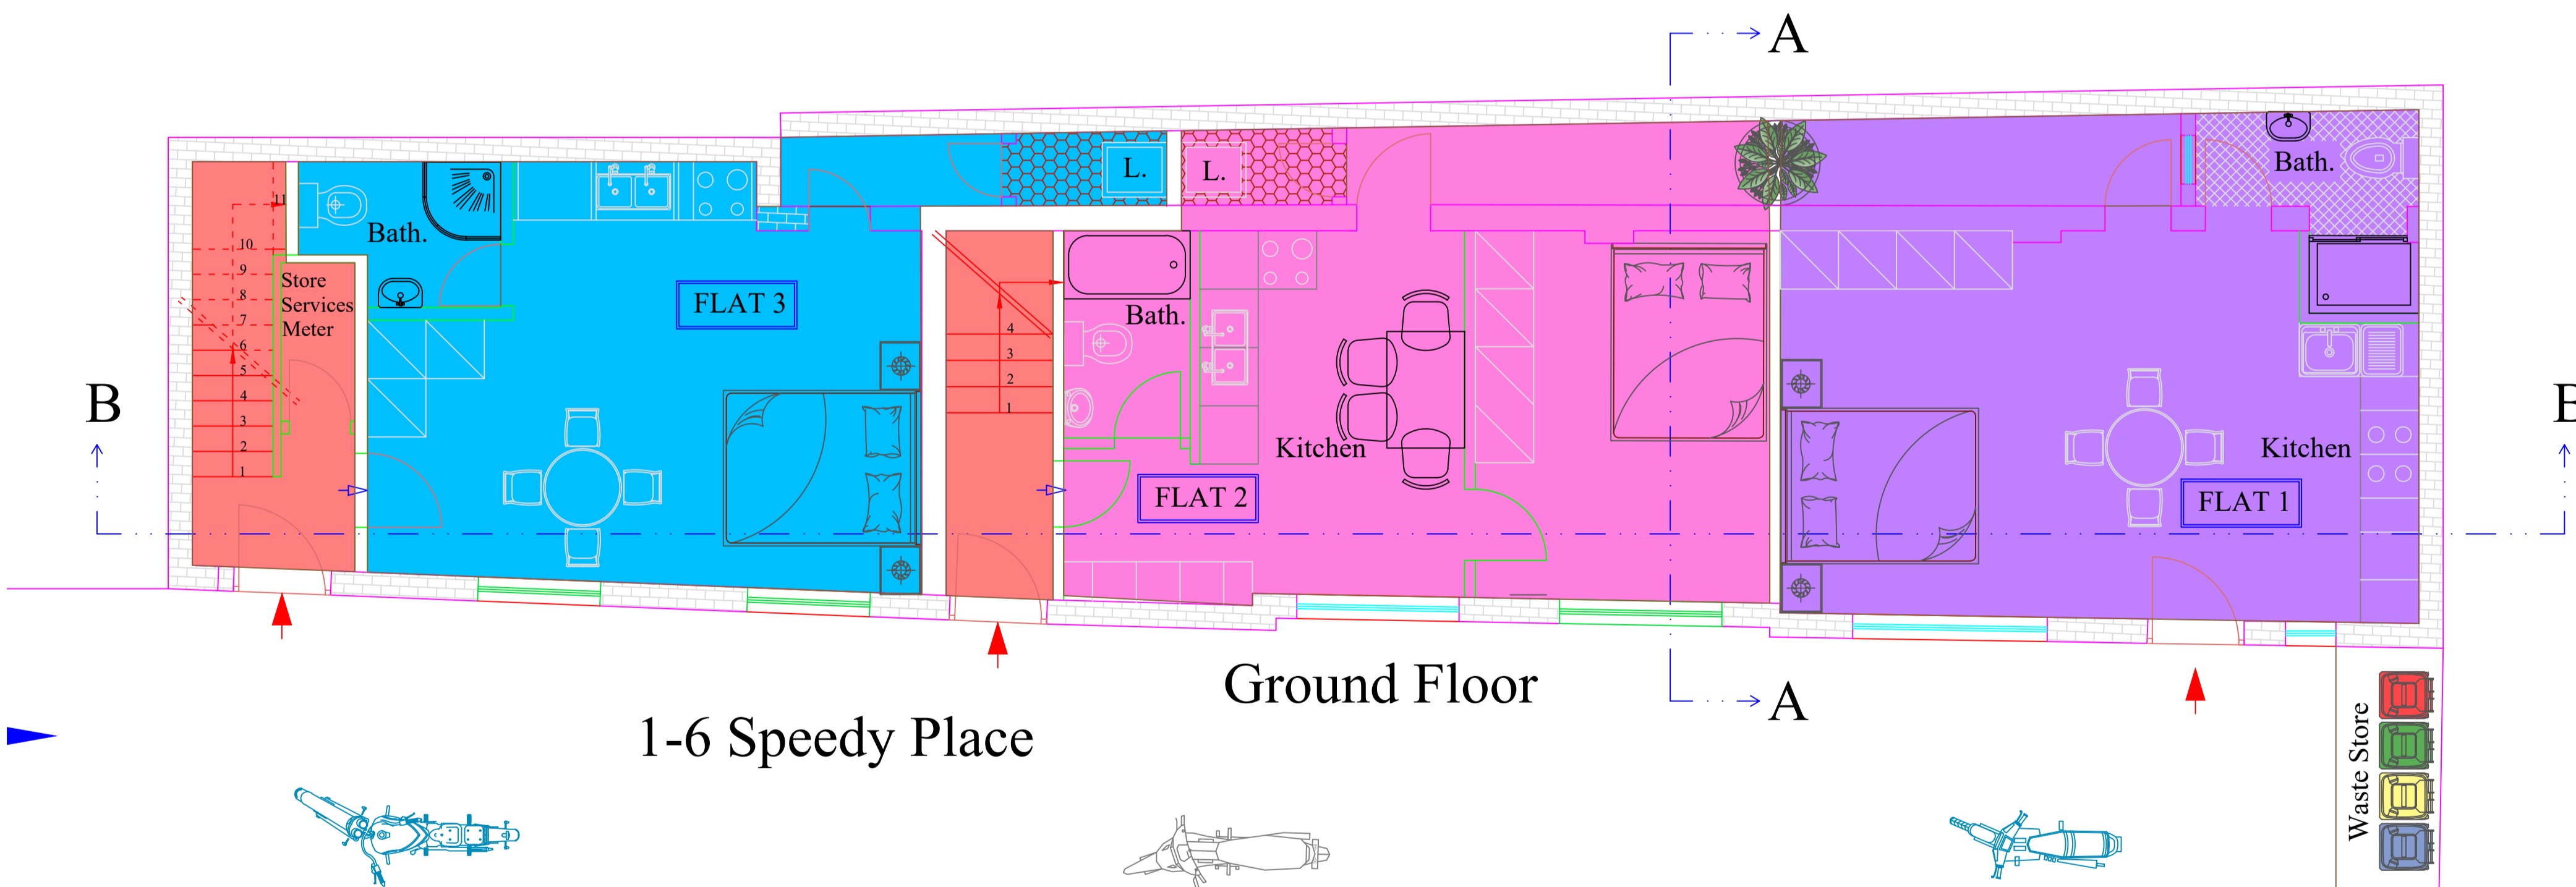 A
L.
L.
Bath.
11
Bath.
10
9
8
7
6
5
4
3
2
1
Store
Services
Meter
FLAT 3
Bath.
4
3
2
1
B
B
Kitchen
Kitchen
FLAT 2
FLAT 1
Ground Floor
A
1-6 Speedy Place
Waste Store